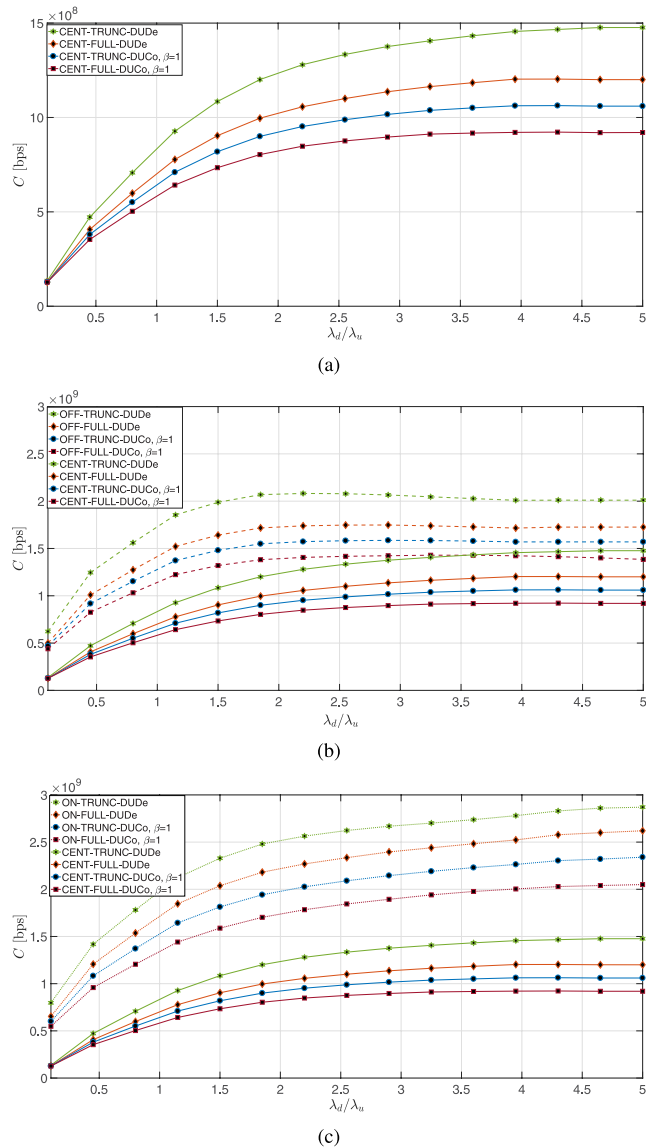 ×10⁸
15
CENT-TRUNC-DUDe
CENT-FULL-DUDe
CENT-TRUNC-DUCo, β=1
CENT-FULL-DUCo, β=1
10
C [bps]
5
0
0.5 1 1.5 2 2.5 3 3.5 4 4.5 5
λd/λu
(a)
×10⁹
3
OFF-TRUNC-DUDe
OFF-FULL-DUDe
OFF-TRUNC-DUCo, β=1
OFF-FULL-DUCo, β=1
CENT-TRUNC-DUDe
CENT-FULL-DUDe
CENT-TRUNC-DUCo, β=1
CENT-FULL-DUCo, β=1
2.5
2
1.5
C [bps]
1
0.5
0
0.5 1 1.5 2 2.5 3 3.5 4 4.5 5
λd/λu
(b)
×10⁹
3
ON-TRUNC-DUDe
ON-FULL-DUDe
ON-TRUNC-DUCo, β=1
ON-FULL-DUCo, β=1
CENT-TRUNC-DUDe
CENT-FULL-DUDe
CENT-TRUNC-DUCo, β=1
CENT-FULL-DUCo, β=1
2.5
2
1.5
C [bps]
1
0.5
0
0.5 1 1.5 2 2.5 3 3.5 4 4.5 5
λd/λu
(c)